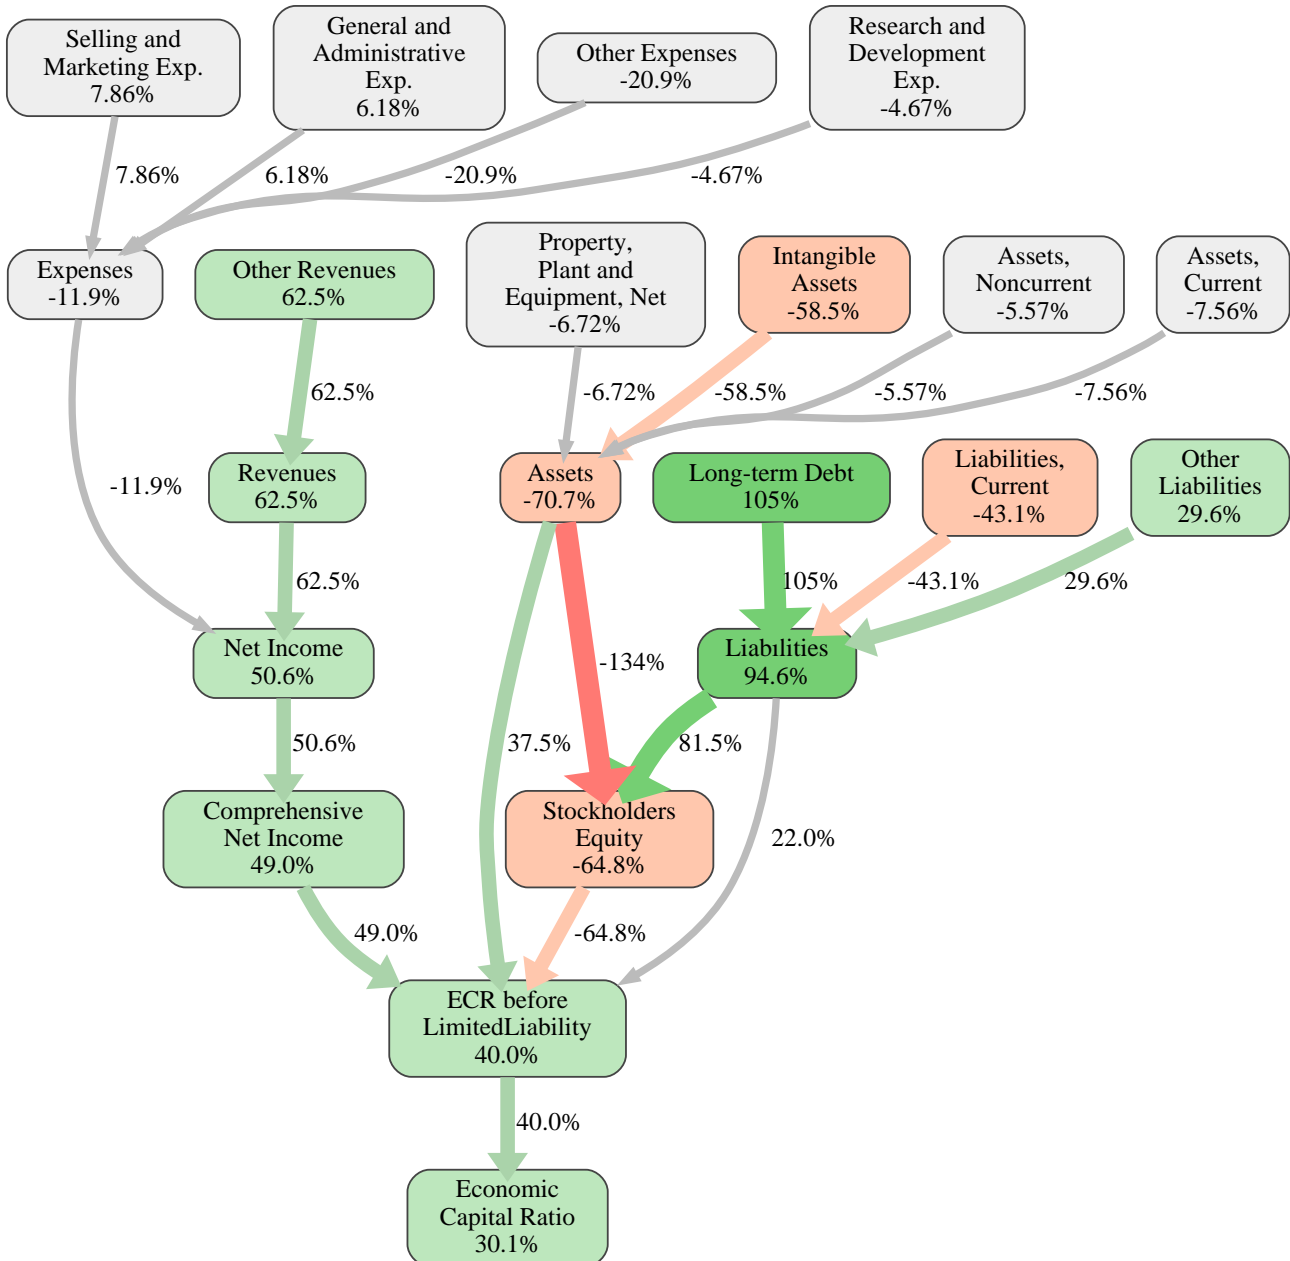 Selling and
Marketing Exp.
7.86%
General and
Administrative
Exp.
6.18%
Other Expenses
-20.9%
Research and
Development
Exp.
-4.67%
7.86%
6.18%
-20.9%
-4.67%
Expenses
-11.9%
Other Revenues
62.5%
Property,
Plant and
Equipment, Net
-6.72%
Intangible
Assets
-58.5%
Assets,
Noncurrent
-5.57%
Assets,
Current
-7.56%
62.5%
-6.72%
-58.5%
-5.57%
-7.56%
-11.9%
Revenues
62.5%
Assets
-70.7%
Long-term Debt
105%
Liabilities,
Current
-43.1%
Other
Liabilities
29.6%
62.5%
105%
-43.1%
29.6%
Net Income
50.6%
-134%
Liabilities
94.6%
50.6%
37.5%
81.5%
Comprehensive
Net Income
49.0%
Stockholders
Equity
-64.8%
22.0%
49.0%
-64.8%
ECR before
LimitedLiability
40.0%
40.0%
Economic
Capital Ratio
30.1%